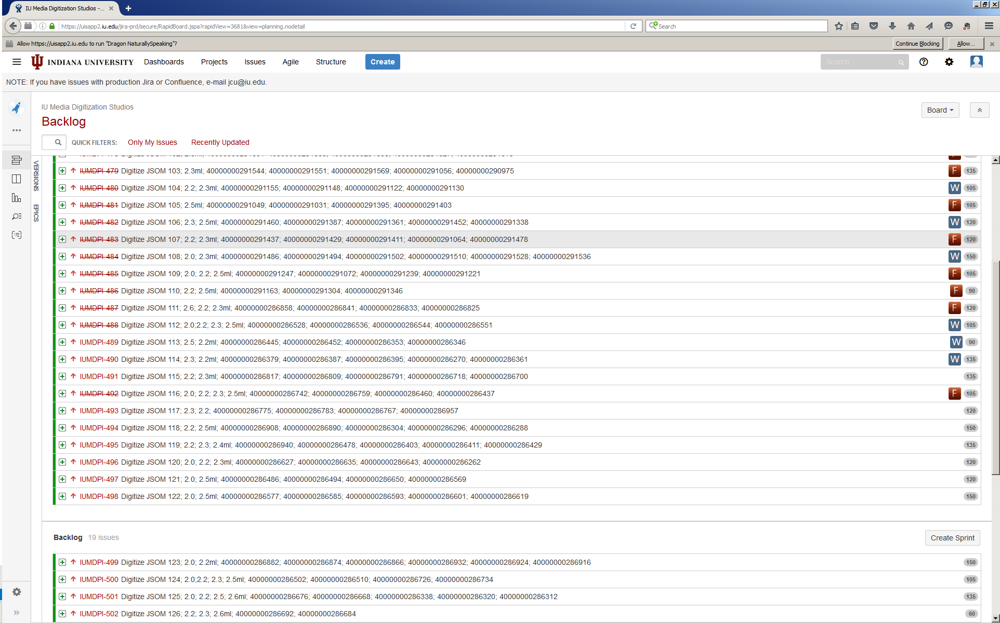 IU Media Digitization Studios -...
https://uisapp2.iu.edu/jira-prd/secure/RapidBoard.jspa?rapidView=3681&view=planning.nodetail
Search
Allow https://uisapp2.iu.edu to run "Dragon NaturallySpeaking"?
Continue Blocking
Allow...
INDIANA UNIVERSITY
Dashboards
Projects
Issues
Agile
Structure
Create
Search
NOTE: If you have issues with production Jira or Confluence, e-mail jcu@iu.edu.
IU Media Digitization Studios
Backlog
Board
QUICK FILTERS:
Only My Issues
Recently Updated
VERSIONS
EPICS
IUMDPI-479 Digitize JSOM 103; 2.3ml; 40000000291544; 40000000291551; 40000000291569; 40000000291056; 40000000290975 F 135
IUMDPI-480 Digitize JSOM 104; 2.2; 2.3ml; 40000000291155; 40000000291148; 40000000291122; 40000000291130 W 105
IUMDPI-481 Digitize JSOM 105; 2.5ml; 40000000291049; 40000000291031; 40000000291395; 40000000291403 F 105
IUMDPI-482 Digitize JSOM 106; 2.3; 2.5ml; 40000000291460; 40000000291387; 40000000291361; 40000000291452; 40000000291338 W 120
IUMDPI-483 Digitize JSOM 107; 2.2; 2.3ml; 40000000291437; 40000000291429; 40000000291411; 40000000291064; 40000000291478 F 120
IUMDPI-484 Digitize JSOM 108; 2.0; 2.3ml; 40000000291486; 40000000291494; 40000000291502; 40000000291510; 40000000291528; 40000000291536 W 150
IUMDPI-485 Digitize JSOM 109; 2.0; 2.2; 2.5ml; 40000000291247; 40000000291072; 40000000291239; 40000000291221 F 105
IUMDPI-486 Digitize JSOM 110; 2.2; 2.5ml; 40000000291163; 40000000291304; 40000000291346 F 90
IUMDPI-487 Digitize JSOM 111; 2.6; 2.2; 2.3ml; 40000000286858; 40000000286841; 40000000286833; 40000000286825 F 120
IUMDPI-488 Digitize JSOM 112; 2.0;2.2; 2.3; 2.5ml; 40000000286528; 40000000286536; 40000000286544; 40000000286551 W 105
IUMDPI-489 Digitize JSOM 113; 2.5; 2.2ml; 40000000286445; 40000000286452; 40000000286353; 40000000286346 W 90
IUMDPI-490 Digitize JSOM 114; 2.3; 2.2ml; 40000000286379; 40000000286387; 40000000286395; 40000000286270; 40000000286361 W 135
IUMDPI-491 Digitize JSOM 115; 2.2; 2.3ml; 40000000286817; 40000000286809; 40000000286791; 40000000286718; 40000000286700 135
IUMDPI-492 Digitize JSOM 116; 2.0; 2.2; 2.3; 2.5ml; 40000000286742; 40000000286759; 40000000286460; 40000000286437 F 105
IUMDPI-493 Digitize JSOM 117; 2.3; 2.2; 40000000286775; 40000000286783; 40000000286767; 40000000286957 120
IUMDPI-494 Digitize JSOM 118; 2.2; 2.5ml; 40000000286908; 40000000286890; 40000000286304; 40000000286296; 40000000286288 150
IUMDPI-495 Digitize JSOM 119; 2.2; 2.3; 2.4ml; 40000000286940; 40000000286478; 40000000286403; 40000000286411; 40000000286429 135
IUMDPI-496 Digitize JSOM 120; 2.0; 2.2; 2.3ml; 40000000286627; 40000000286635; 40000000286643; 40000000286262 120
IUMDPI-497 Digitize JSOM 121; 2.0; 2.5ml; 40000000286486; 40000000286494; 40000000286650; 40000000286569 120
IUMDPI-498 Digitize JSOM 122; 2.0; 2.5ml; 40000000286577; 40000000286585; 40000000286593; 40000000286601; 40000000286619 150
Backlog 19 issues
Create Sprint
IUMDPI-499 Digitize JSOM 123; 2.0; 2.2ml; 40000000286882; 40000000286874; 40000000286866; 40000000286932; 40000000286924; 40000000286916 150
IUMDPI-500 Digitize JSOM 124; 2.0;2.2; 2.3; 2.5ml; 40000000286502; 40000000286510; 40000000286726; 40000000286734 105
IUMDPI-501 Digitize JSOM 125; 2.0; 2.2; 2.5; 2.6ml; 40000000286676; 40000000286668; 40000000286338; 40000000286320; 40000000286312 135
IUMDPI-502 Digitize JSOM 126; 2.2; 2.3; 2.6ml; 40000000286692; 40000000286684 60